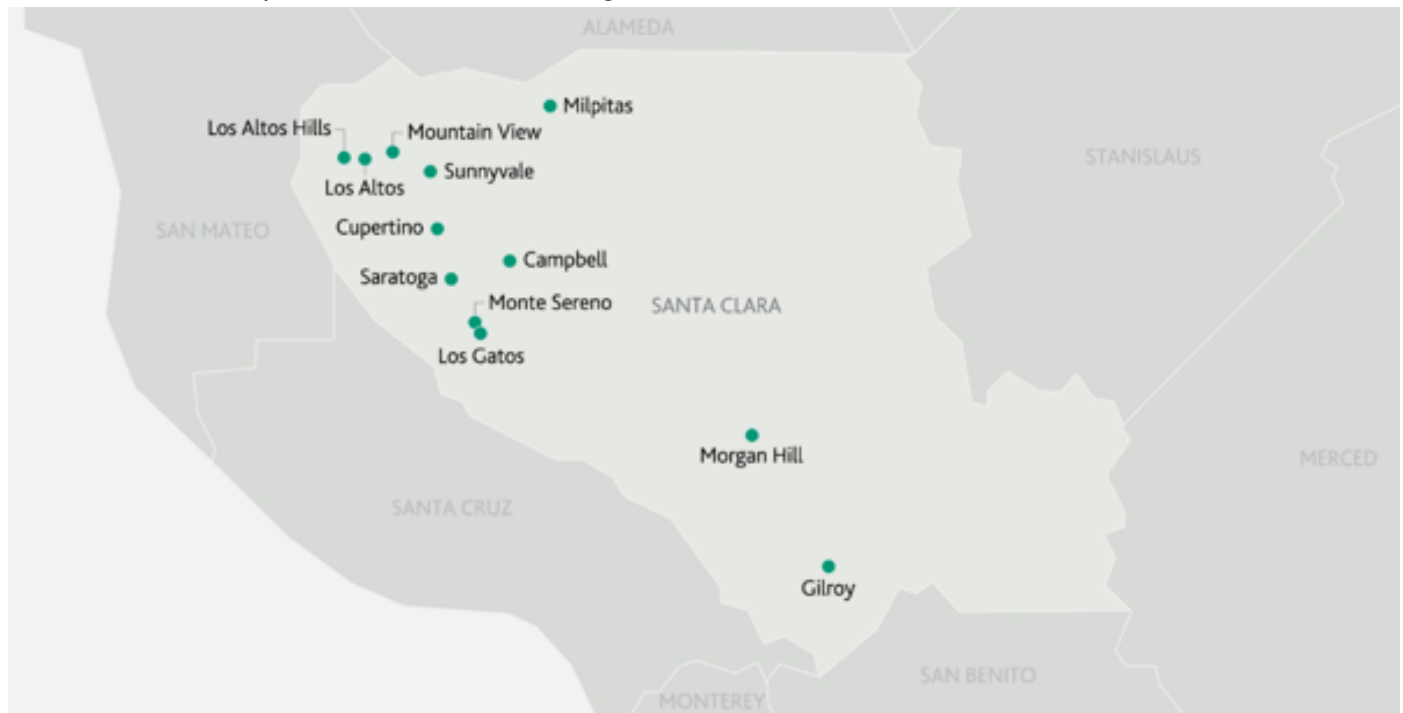 ALAMEDA
Milpitas
Los Altos Hills
Mountain View
STANISLAUS
Sunnyvale
Los Altos
SAN MATEO
Cupertino
Campbell
Saratoga
Monte Sereno
SANTA CLARA
Los Gatos
Morgan Hill
MERCED
SANTA CRUZ
Gilroy
SAN BENITO
MONTEREY